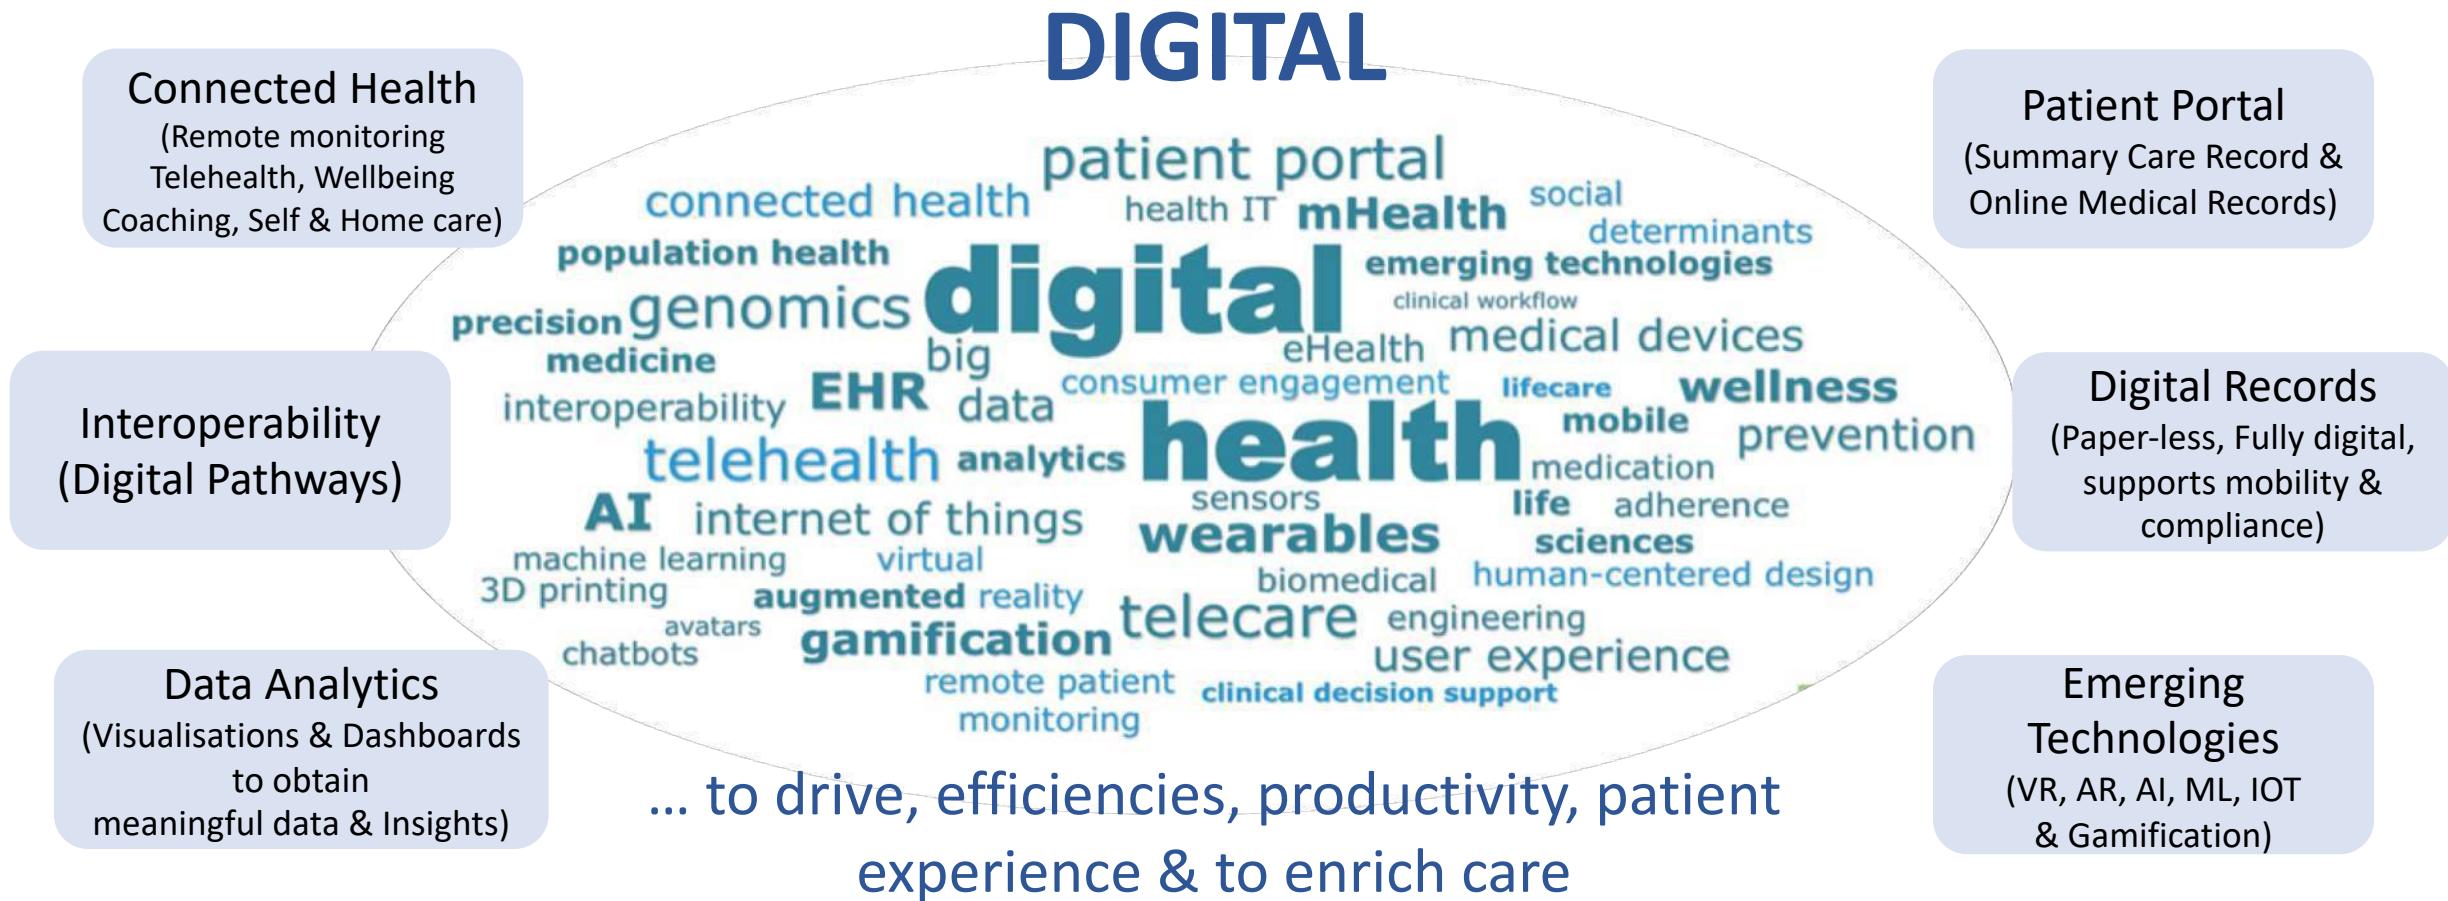 DIGITAL
Connected Health
(Remote monitoring
Telehealth, Wellbeing
Coaching, Self & Home care)
Interoperability
(Digital Pathways)
Data Analytics
(Visualisations & Dashboards
to obtain
meaningful data & Insights)
patient portal
connected health
health IT
mHealth
social
determinants
population health
digital
emerging technologies
clinical workflow
precision
medicine
genomics
big
data
eHealth
medical devices
EHR
consumer engagement
lifecare
wellness
interoperability
health
mobile
prevention
telehealth
analytics
medication
adherence
AI
internet of things
sensors
wearables
life
sciences
machine learning
virtual
3D printing
augmented reality
biomedical
engineering
human-centered design
avatars
chatbots
gamification
telecare
user experience
remote patient
monitoring
clinical decision support
Patient Portal
(Summary Care Record &
Online Medical Records)
Digital Records
(Paper-less, Fully digital,
supports mobility &
compliance)
Emerging
Technologies
(VR, AR, AI, ML, IOT
& Gamification)
... to drive, efficiencies, productivity, patient
experience & to enrich care